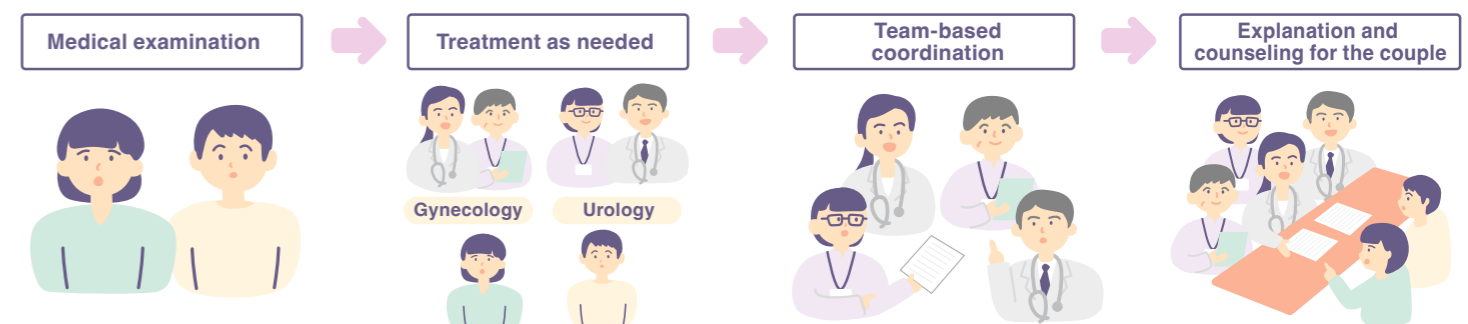 Medical examination
Treatment as needed
Team-based
coordination
Explanation and
counseling for the couple
Gynecology
Urology